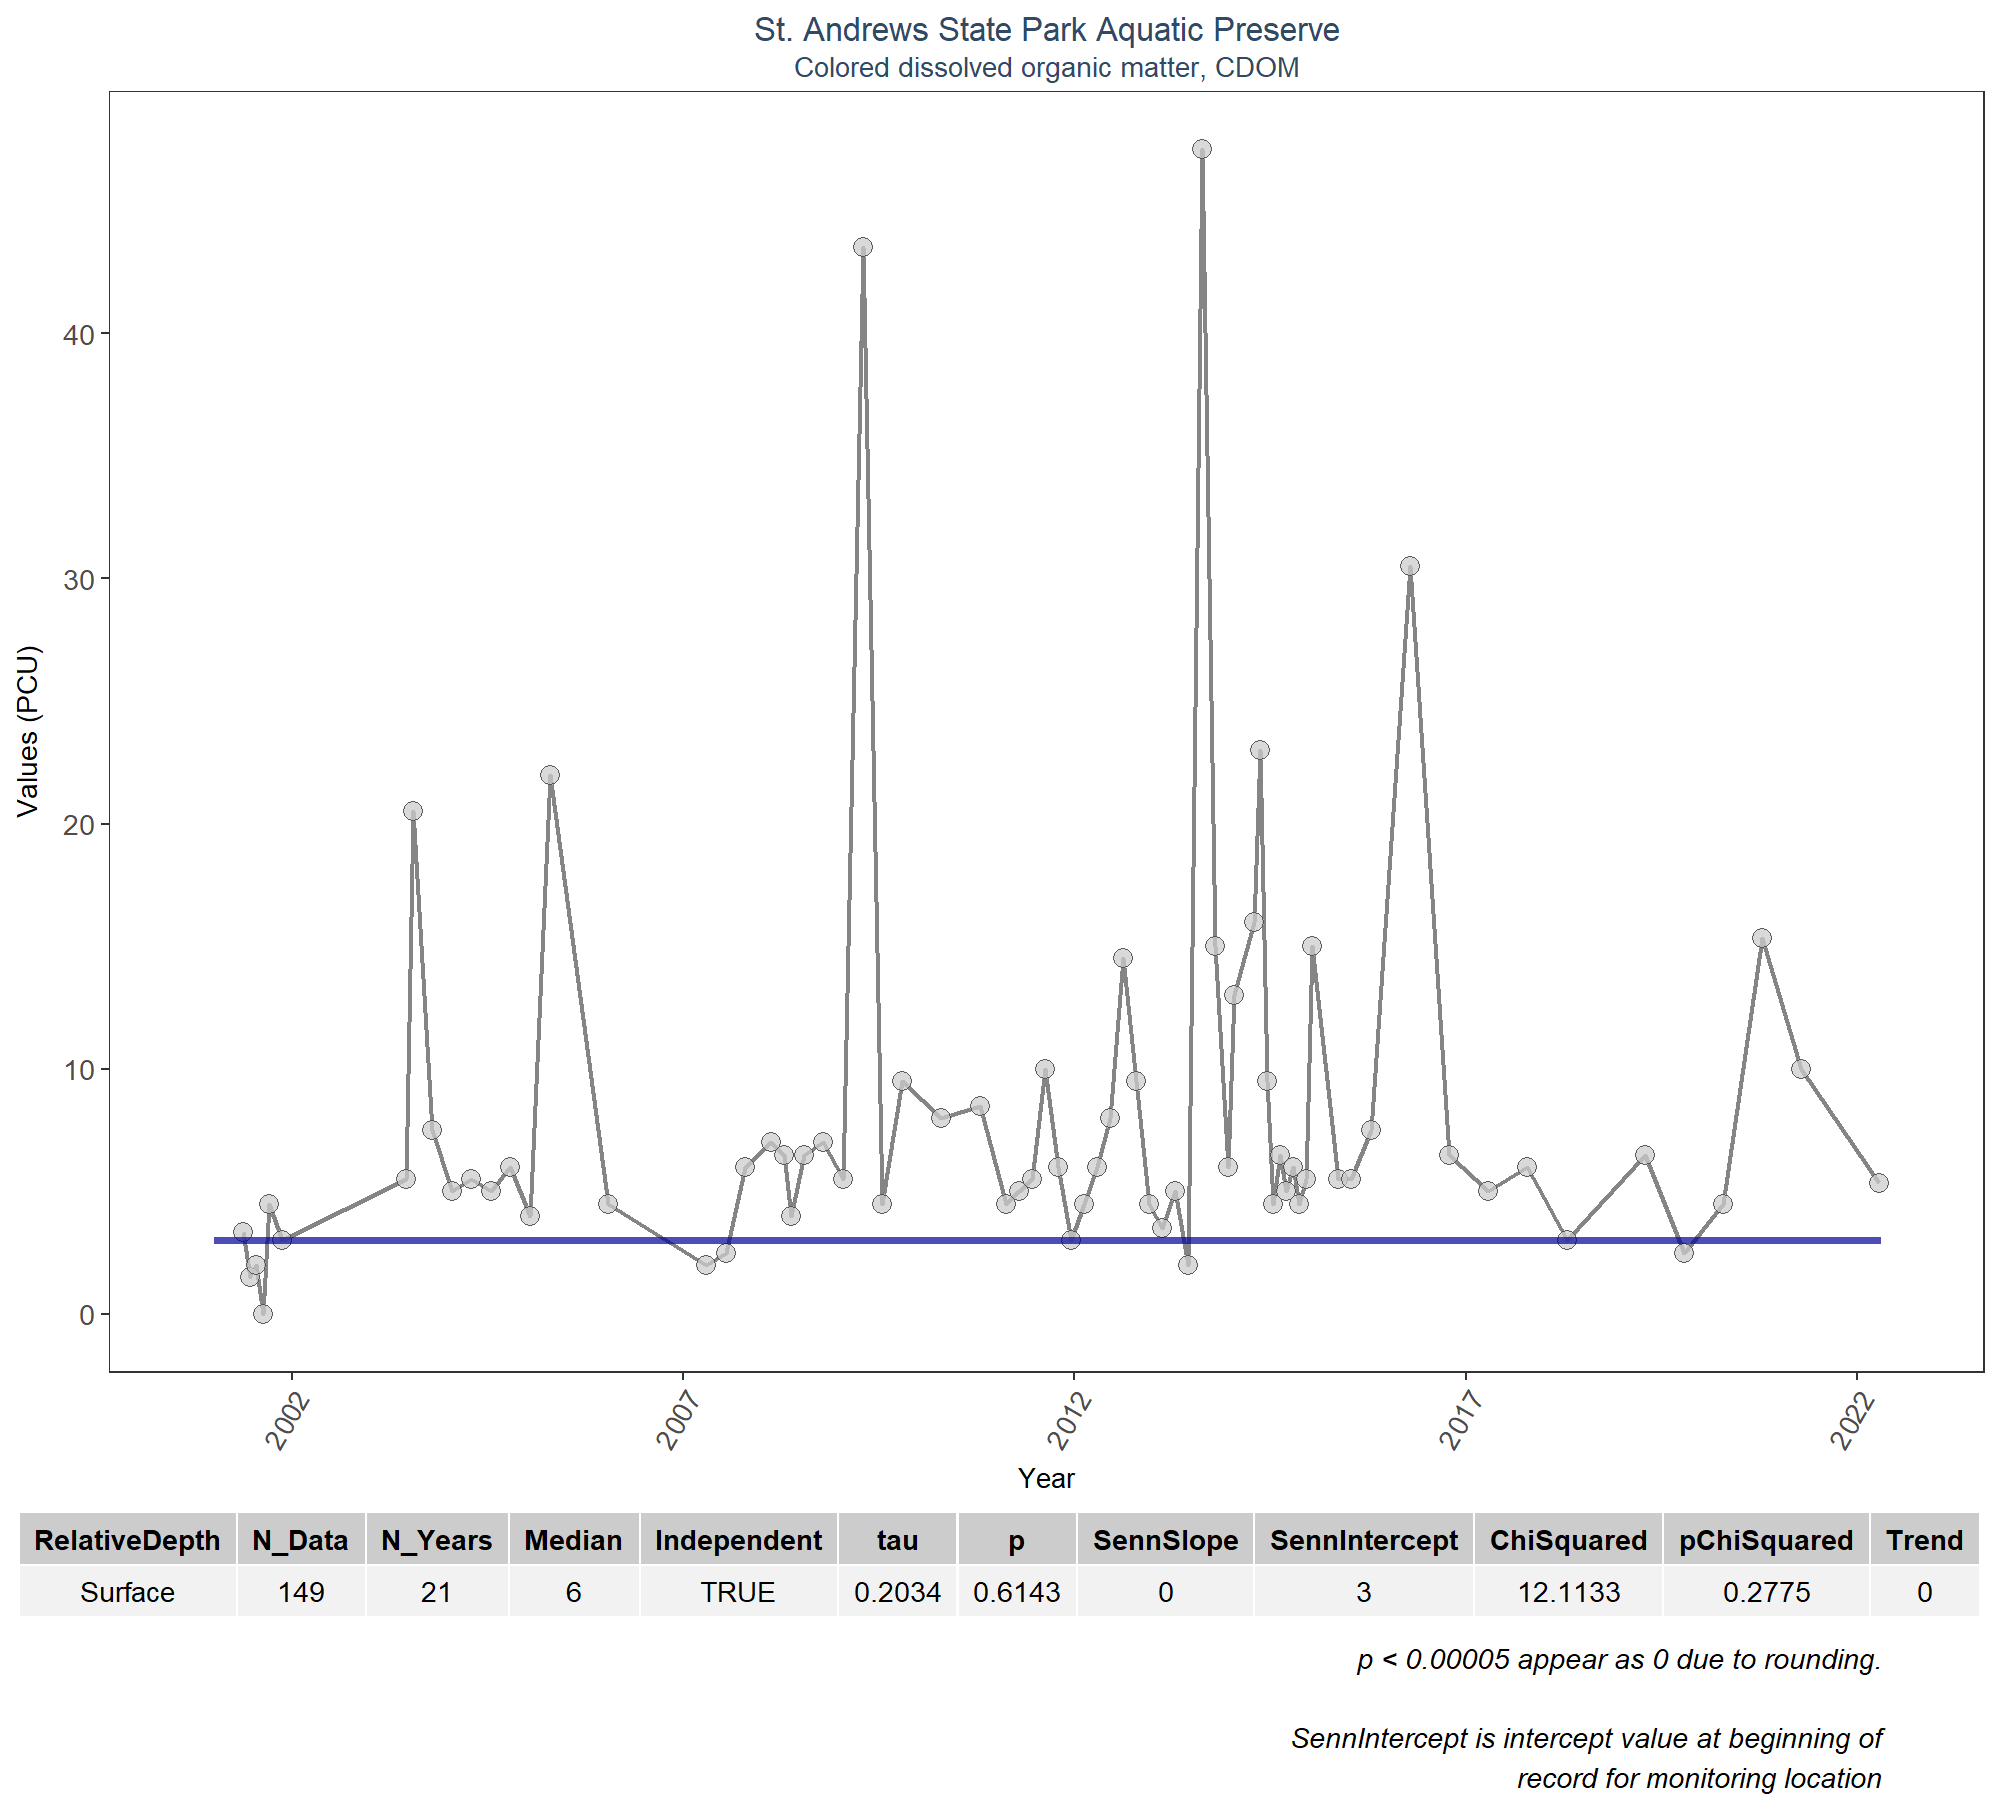 St. Andrews State Park Aquatic Preserve
Colored dissolved organic matter, CDOM
Values (PCU)
40
30
20
10
0
2002
2007
2012
2017
2022
Year
RelativeDepth N_Data N_Years Median Independent tau p SennSlope SennIntercept ChiSquared pChiSquared Trend
Surface 149 21 6 TRUE 0.2034 0.6143 0 3 12.1133 0.2775 0
p < 0.00005 appear as 0 due to rounding.
SennIntercept is intercept value at beginning of
record for monitoring location